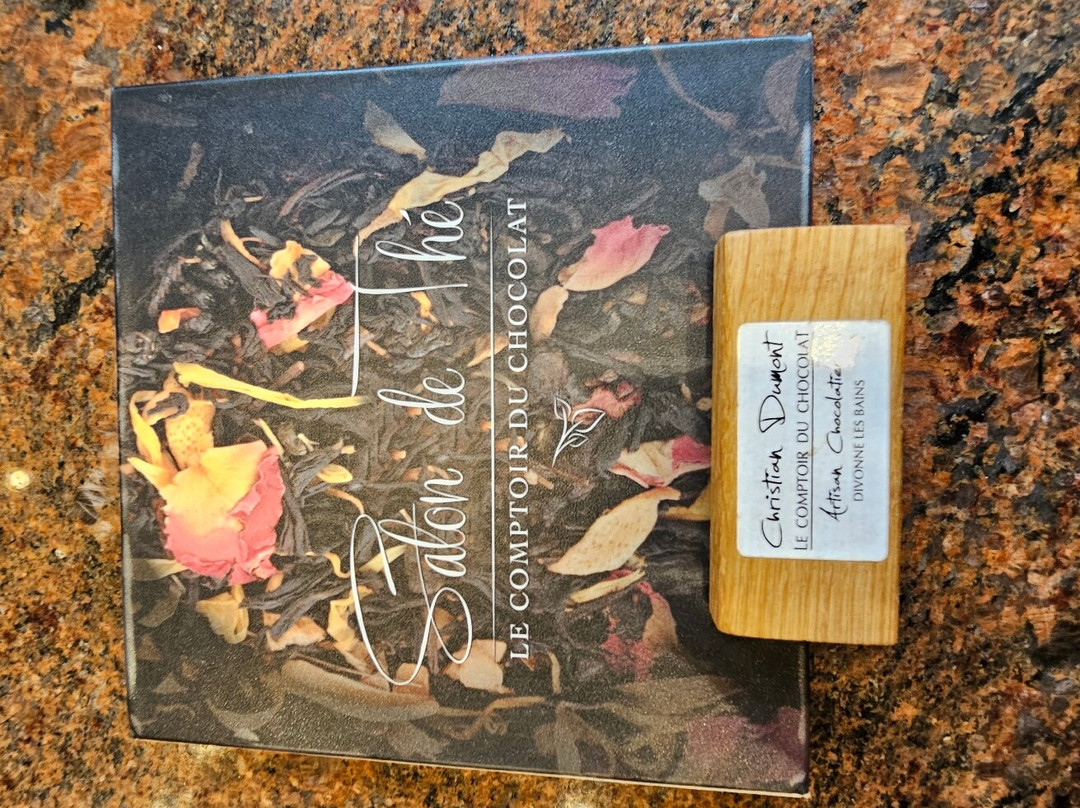 Salon de Thé
LE COMPTOIR DU CHOCOLAT
Christian Dumont
LE COMPTOIR DU CHOCOLAT
Artisan Chocolatier
DIVONNE LES BAINS